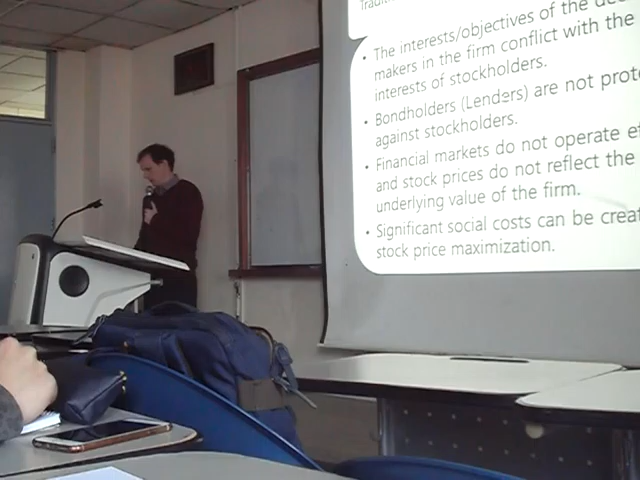 The interests/objectives of the
makers in the firm conflict with the
interests of stockholders.
Bondholders (Lenders) are not
against stockholders.
Financial markets do not operate
and stock prices do not reflect the
underlying value of the firm.
Significant social costs can be
stock price maximization.